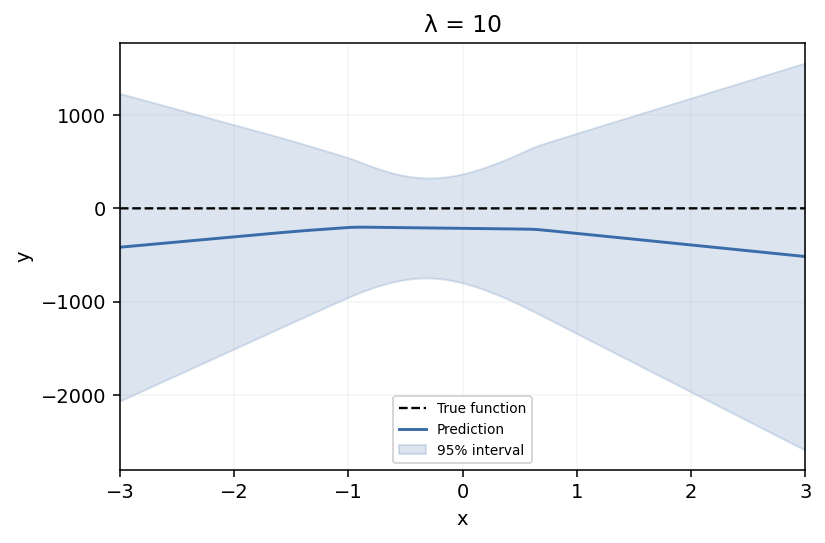 λ = 10
1000
0
−1000
−2000
y
True function
Prediction
95% interval
−3 −2 −1 0 1 2 3
x